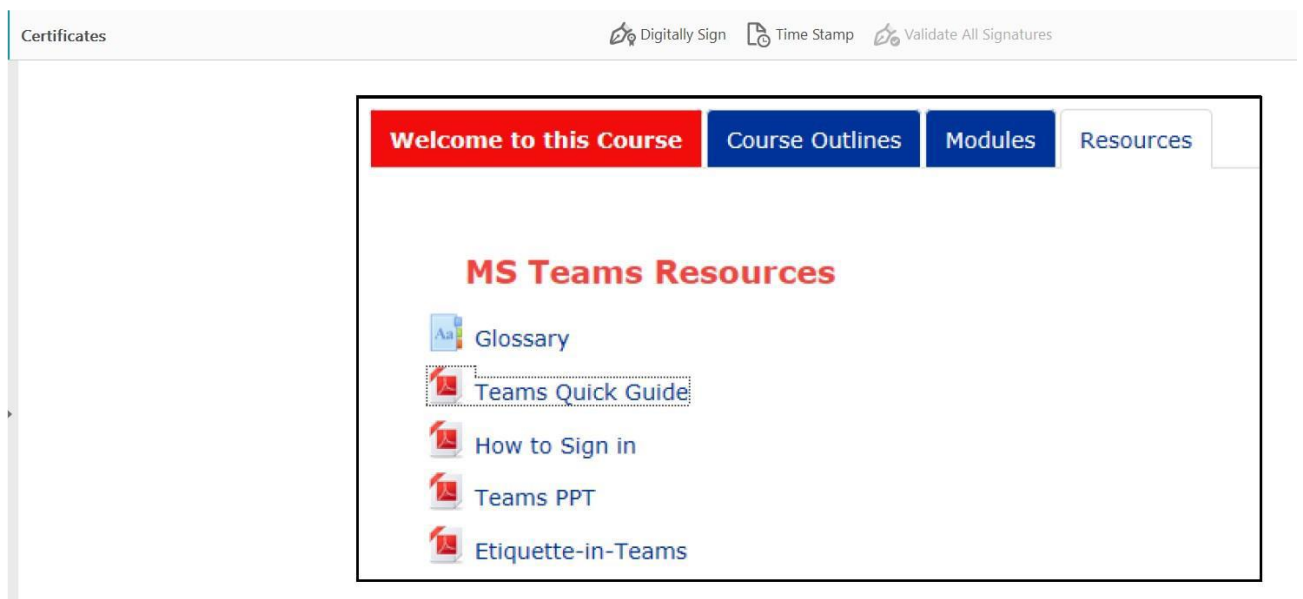 Certificates Digitally Sign Time Stamp Validate All Signatures
Welcome to this Course Course Outlines Modules Resources
MS Teams Resources
Aa Glossary
Teams Quick Guide
How to Sign in
Teams PPT
Etiquette-in-Teams